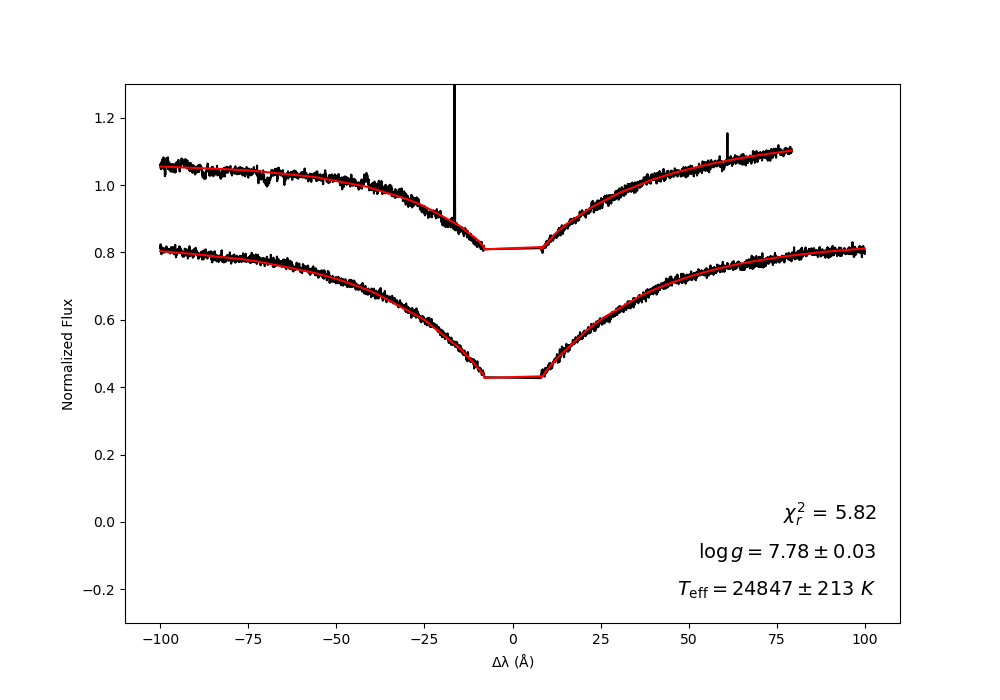 1.2
1.0
0.8
0.6
0.4
0.2
0.0
−0.2
Normalized Flux
χ²ᵣ = 5.82
log g = 7.78 ± 0.03
T_eff = 24847 ± 213 K
−100 −75 −50 −25 0 25 50 75 100
Δλ (Å)